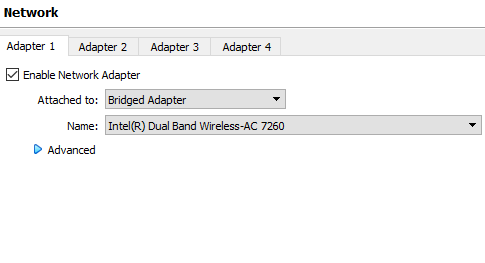 Network
Adapter 1 Adapter 2 Adapter 3 Adapter 4
Enable Network Adapter
Attached to: Bridged Adapter
Name: Intel(R) Dual Band Wireless-AC 7260
Advanced